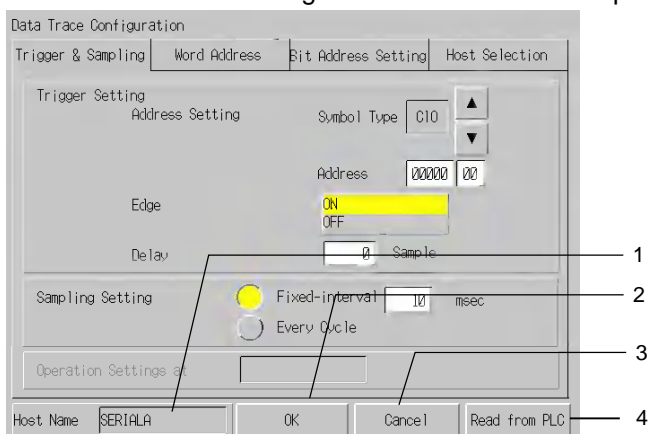 Data Trace Configuration
Trigger & Sampling Word Address Bit Address Setting Host Selection
Trigger Setting
Address Setting Symbol Type CIO ▲
▼
Address 00000 00
Edge ON
OFF
Delay 0 Sample
1
Sampling Setting Fixed-interval 10 msec
2
Every Cycle
3
Operation Settings at
Host Name SERIALA OK Cancel Read from PLC 4